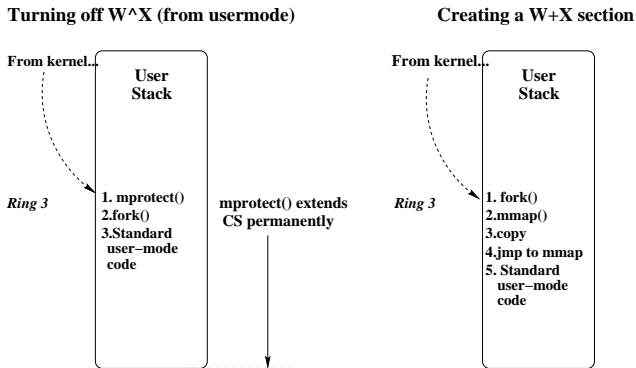 Turning off W^X (from usermode)
From kernel...
User
Stack
Ring 3
1. mprotect()
2.fork()
3.Standard
user−mode
code
mprotect() extends
CS permanently
Creating a W+X section
From kernel...
User
Stack
Ring 3
1. fork()
2.mmap()
3.copy
4.jmp to mmap
5. Standard
user−mode
code